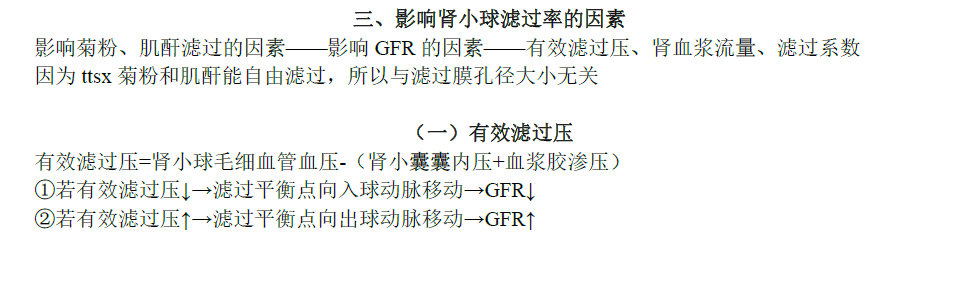 三、影响肾小球滤过率的因素
影响菊粉、肌酐滤过的因素——影响 GFR 的因素——有效滤过压、肾血浆流量、滤过系数
因为 ttsx 菊粉和肌酐能自由滤过，所以与滤过膜孔径大小无关
（一）有效滤过压
有效滤过压=肾小球毛细血管血压-（肾小囊囊内压+血浆胶渗压）
①若有效滤过压↓→滤过平衡点向入球动脉移动→GFR↓
②若有效滤过压↑→滤过平衡点向出球动脉移动→GFR↑